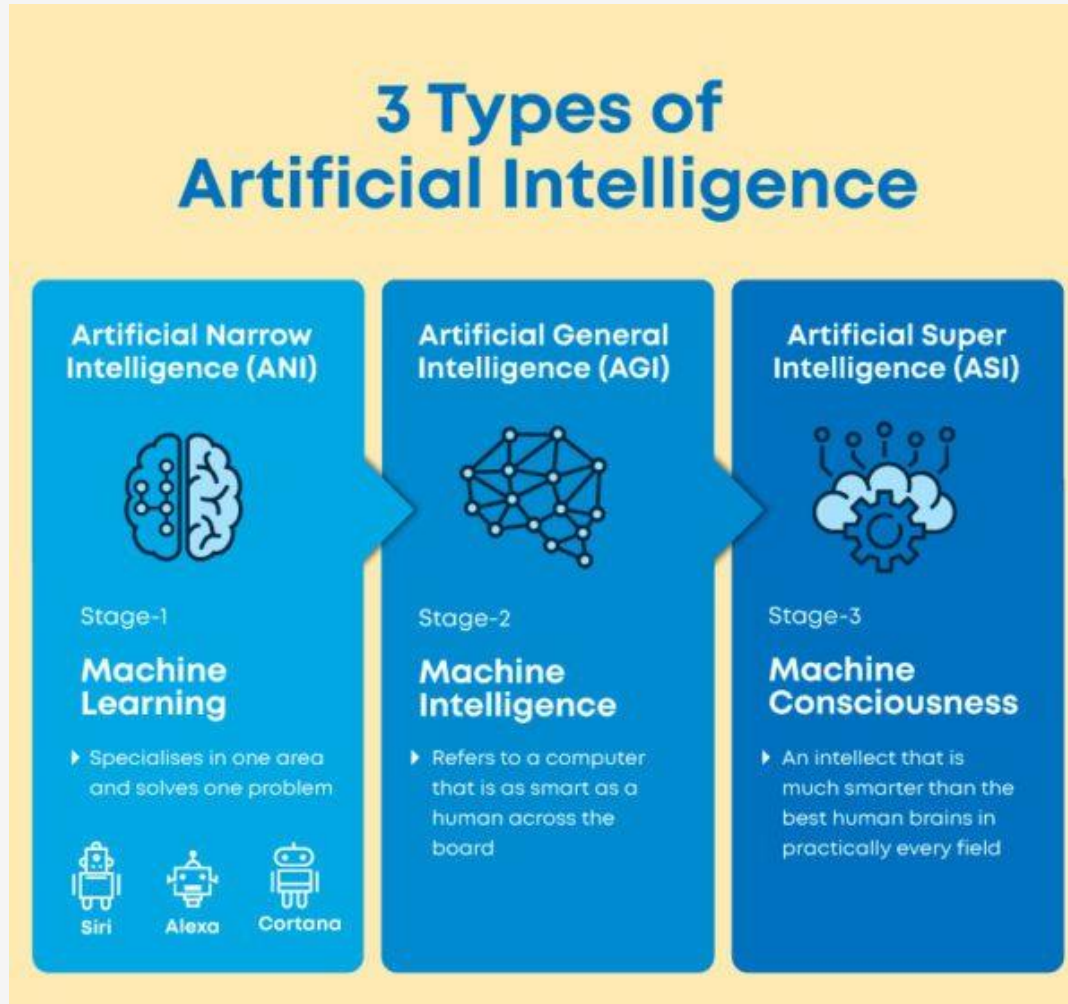 3 Types of
Artificial Intelligence
Artificial Narrow
Intelligence (ANI)
Stage-1
Machine
Learning
Specialises in one area
and solves one problem
Siri
Alexa
Cortana
Artificial General
Intelligence (AGI)
Stage-2
Machine
Intelligence
Refers to a computer
that is as smart as a
human across the
board
Artificial Super
Intelligence (ASI)
Stage-3
Machine
Consciousness
An intellect that is
much smarter than the
best human brains in
practically every field